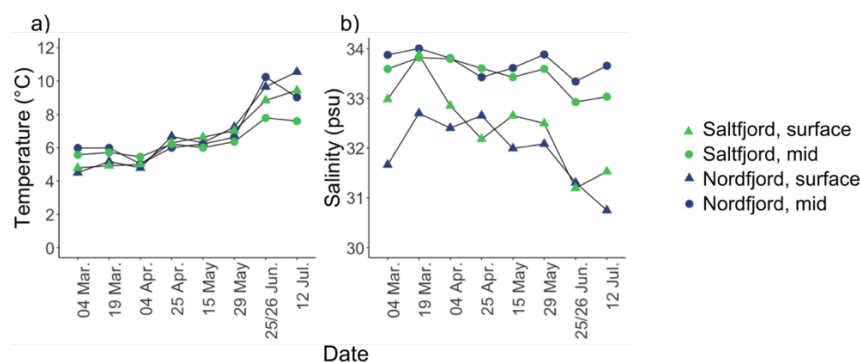 a)
b)
Temperature (°C)
12
10
8
6
4
2
0
04 Mar.
19 Mar.
04 Apr.
25 Apr.
15 May
29 May
25/26 Jun.
12 Jul.
Salinity (psu)
34
33
32
31
30
04 Mar.
19 Mar.
04 Apr.
25 Apr.
15 May
29 May
25/26 Jun.
12 Jul.
Date
Saltfjord, surface
Saltfjord, mid
Nordfjord, surface
Nordfjord, mid